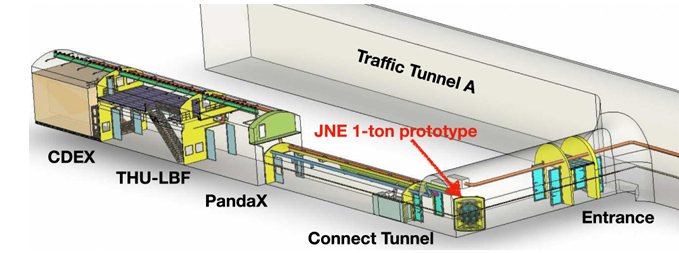 Traffic Tunnel A
JNE 1-ton prototype
CDEX
THU-LBF
PandaX
Connect Tunnel
Entrance